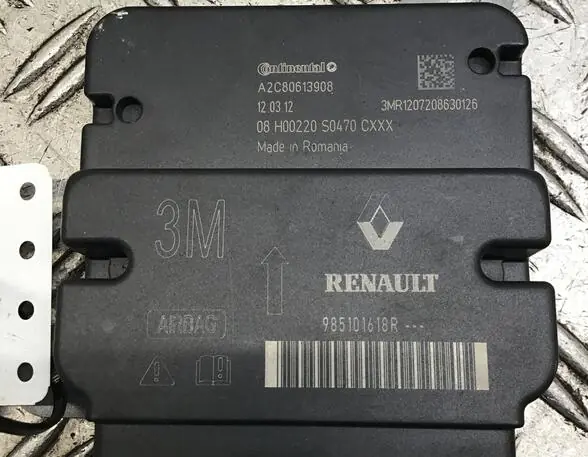 Continental
A2C80613908
12.03.12
3MR1207208630126
08 H00220 S0470 CXXX
Made in Romania
3M
RENAULT
AIRBAG
985101618R ---